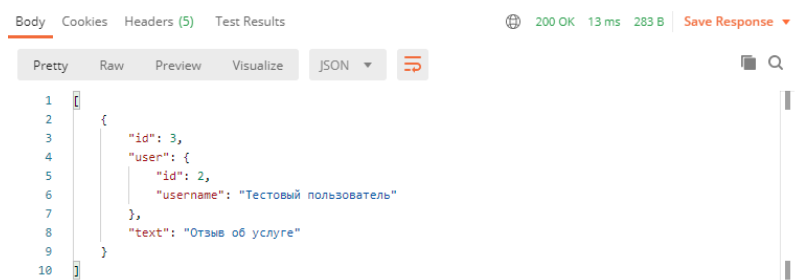 Body Cookies Headers (5) Test Results 200 OK 13 ms 283 B Save Response
Pretty Raw Preview Visualize JSON
1 [
2 {
3 "id": 3,
4 "user": {
5 "id": 2,
6 "username": "Тестовый пользователь"
7 },
8 "text": "Отзыв об услуге"
9 }
10 ]